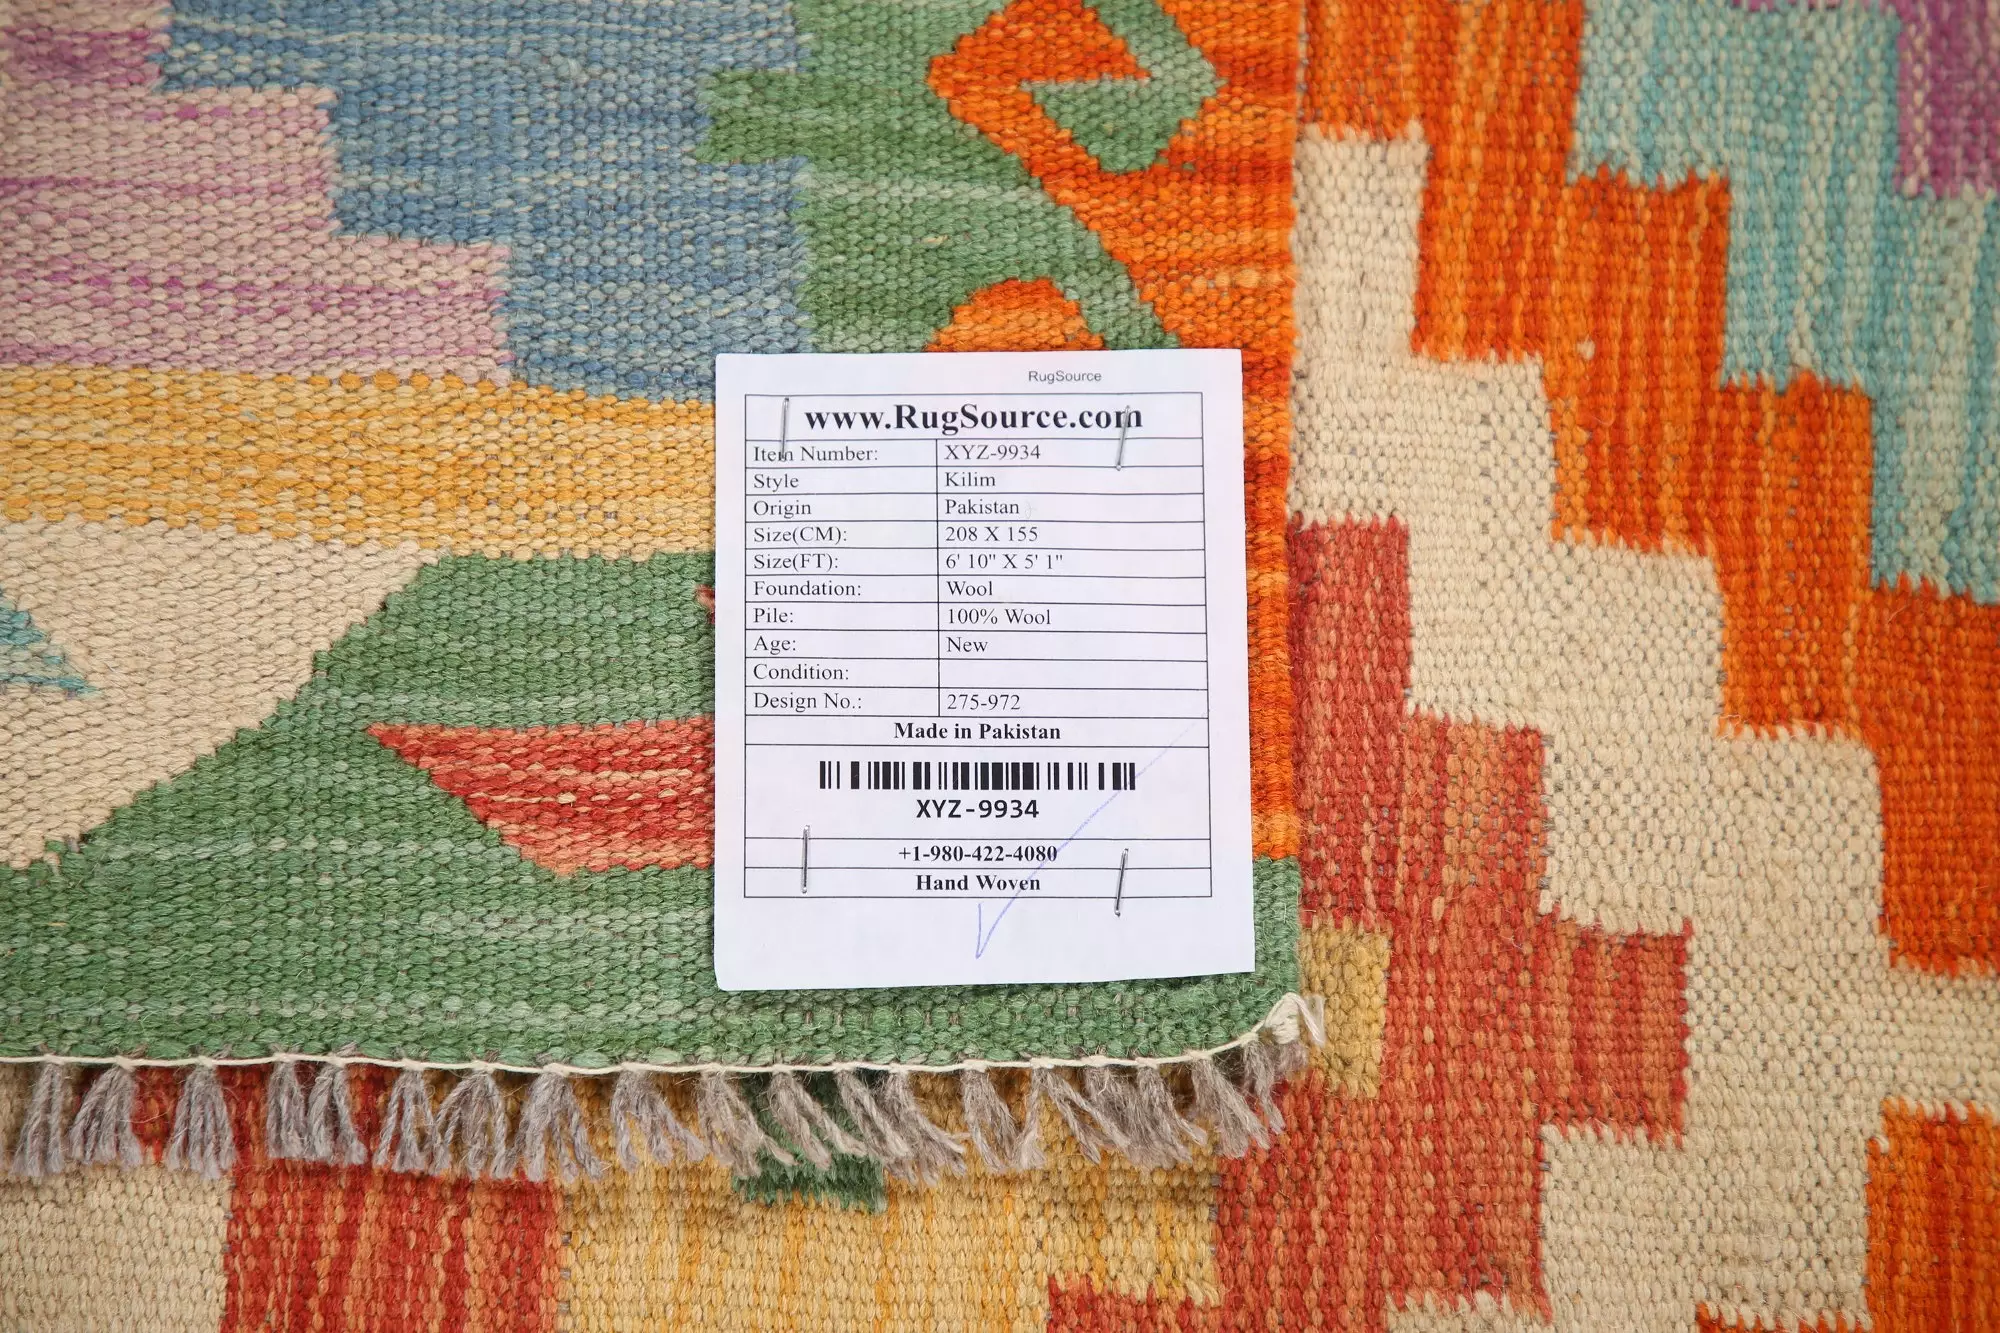 RugSource
www.RugSource.com
Item Number: XYZ-9934
Style Kilim
Origin Pakistan
Size(CM): 208 X 155
Size(FT): 6' 10" X 5' 1"
Foundation: Wool
Pile: 100% Wool
Age: New
Condition:
Design No.: 275-972
Made in Pakistan
XYZ-9934
+1-980-422-4080
Hand Woven